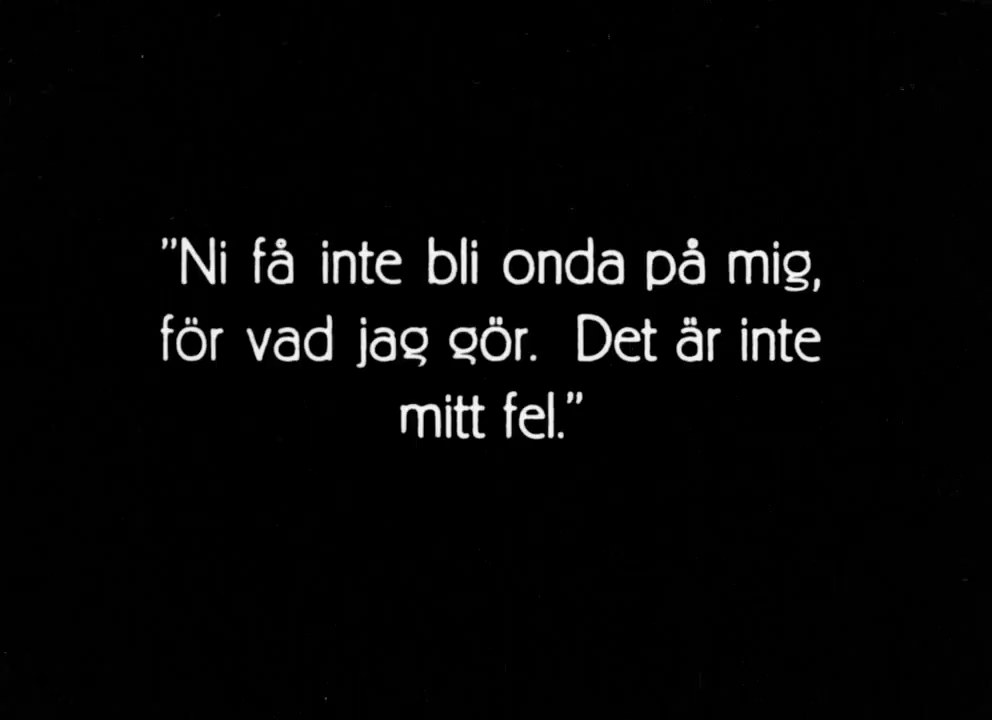 ”Ni få inte bli onda på mig,
för vad jag gör. Det är inte
mitt fel.”